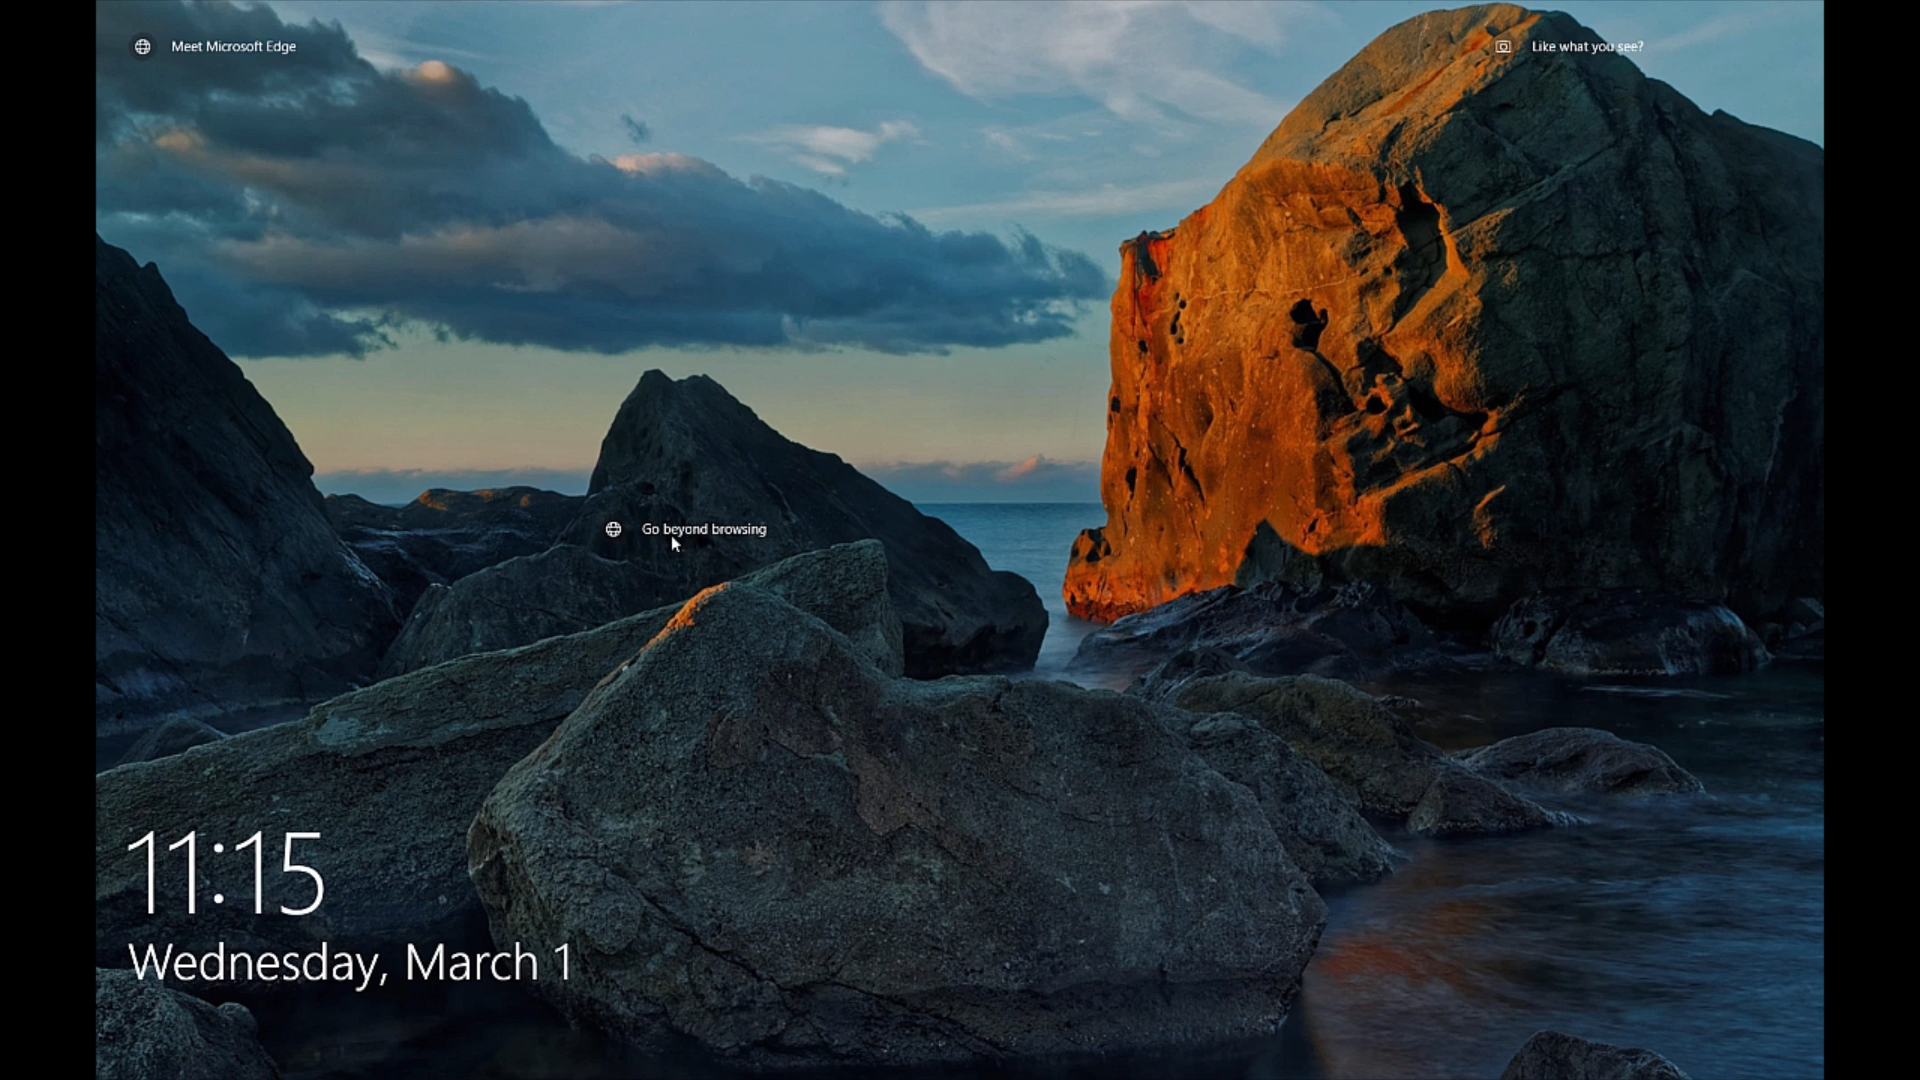 Meet Microsoft Edge
Like what you see?
Go beyond browsing
11:15
Wednesday, March 1